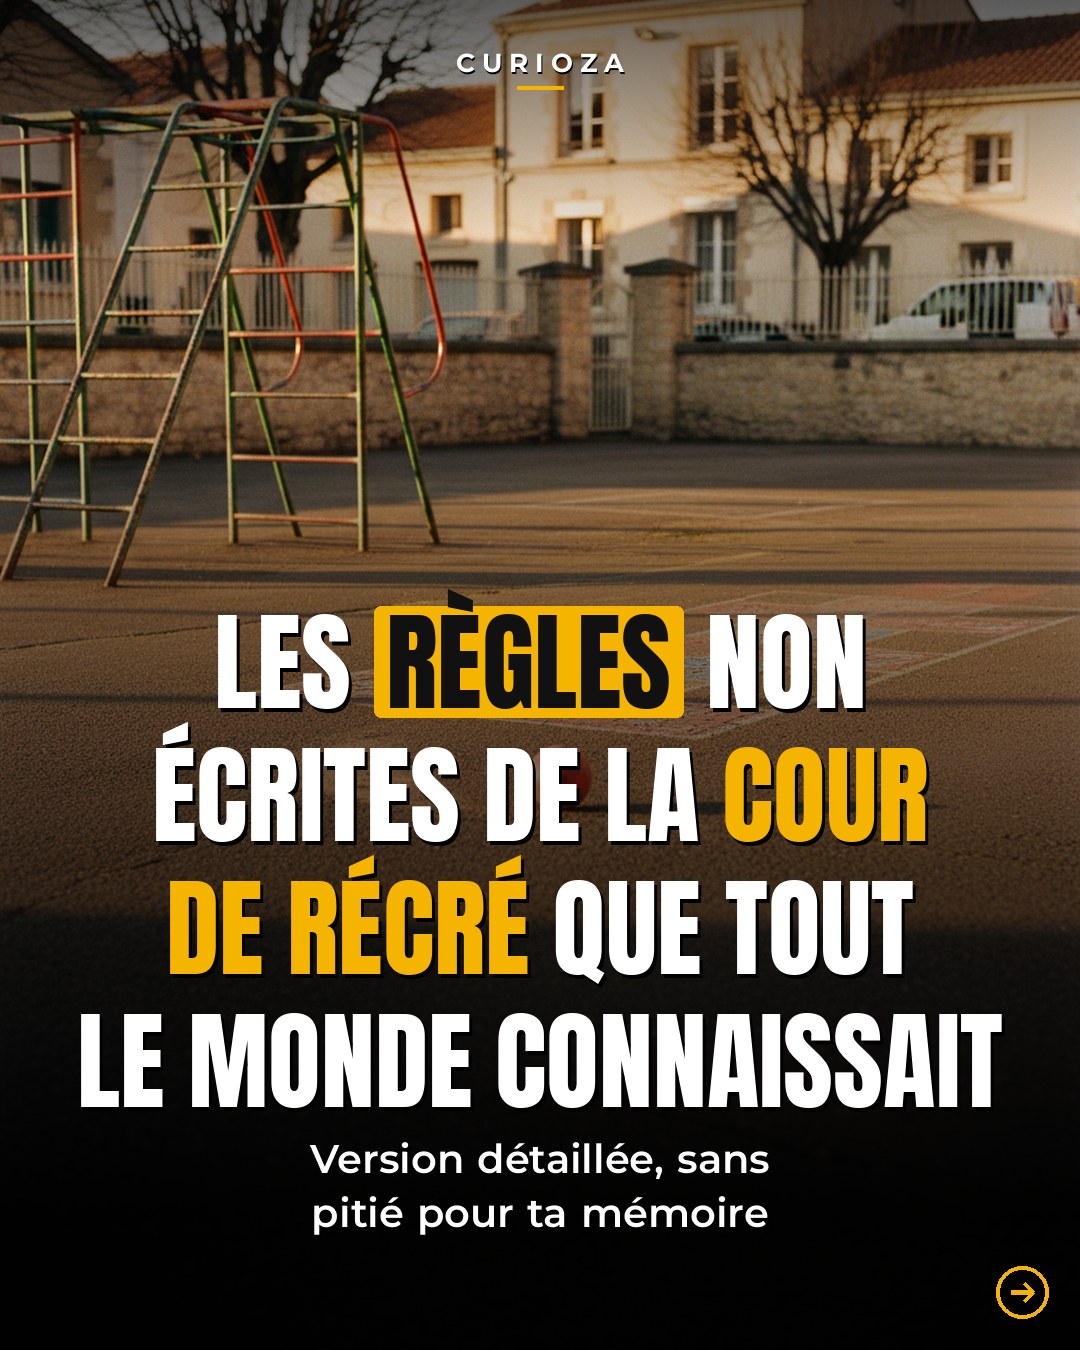 CURIOZA
LES RÈGLES NON
ÉCRITES DE LA COUR
DE RÉCRÉ QUE TOUT
LE MONDE CONNAISSAIT
Version détaillée, sans
pitié pour ta mémoire